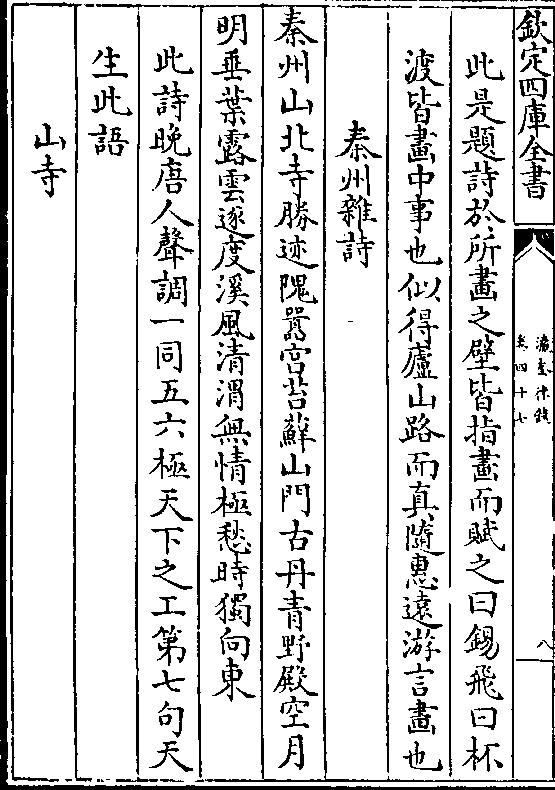 欽定四庫全書
瀛奎律髓
卷四十七
八
此是題詩於所畫之壁皆指畫而賦之曰錫飛曰杯
渡皆畫中事也似得廬山路而真隨惠遠游言畫也
秦州雜詩
秦州山北寺勝迹隗囂宫苔蘚山門古丹青野殿空月
明垂葉露雲逐度溪風清渭無情極愁時獨向東
此詩晚唐人聲調一同五六極天下之工第七句天
生此語
山寺